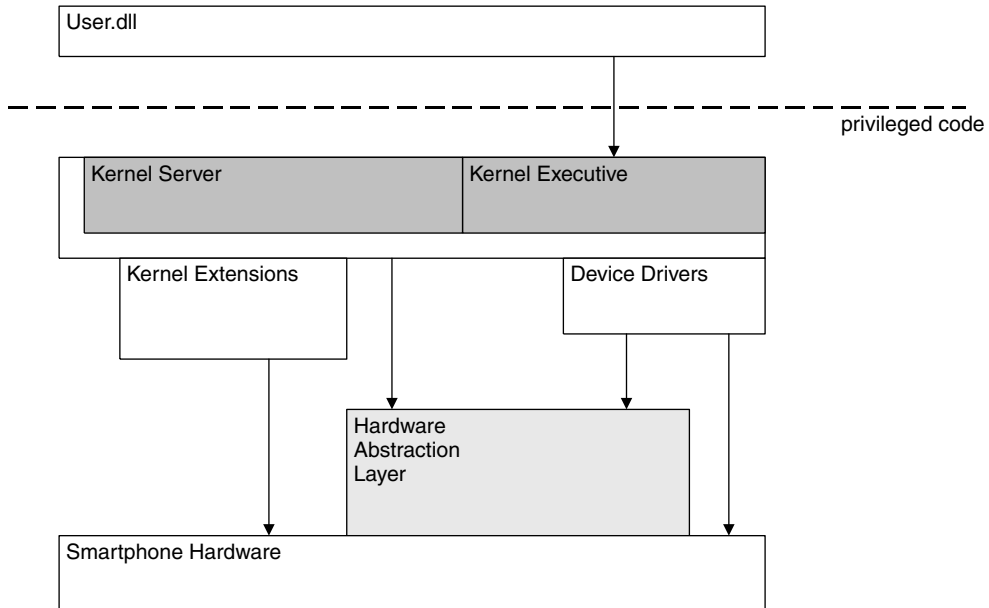 User.dll
privileged code
Kernel Server
Kernel Executive
Kernel Extensions
Device Drivers
Hardware
Abstraction
Layer
Smartphone Hardware